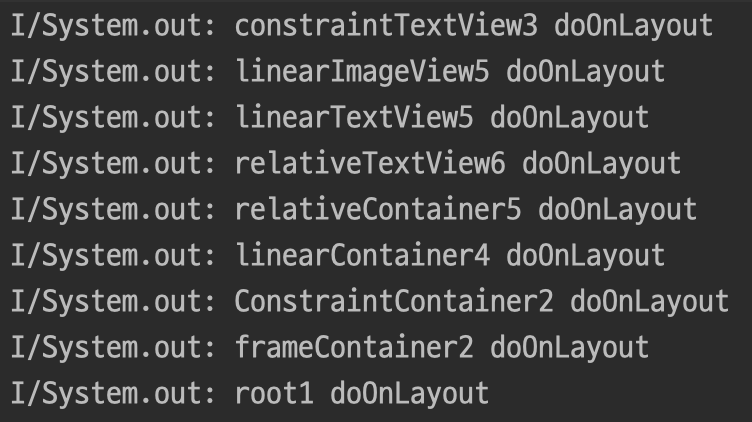 I/System.out: constraintTextView3 doOnLayout
I/System.out: linearImageView5 doOnLayout
I/System.out: linearTextView5 doOnLayout
I/System.out: relativeTextView6 doOnLayout
I/System.out: relativeContainer5 doOnLayout
I/System.out: linearContainer4 doOnLayout
I/System.out: ConstraintContainer2 doOnLayout
I/System.out: frameContainer2 doOnLayout
I/System.out: root1 doOnLayout